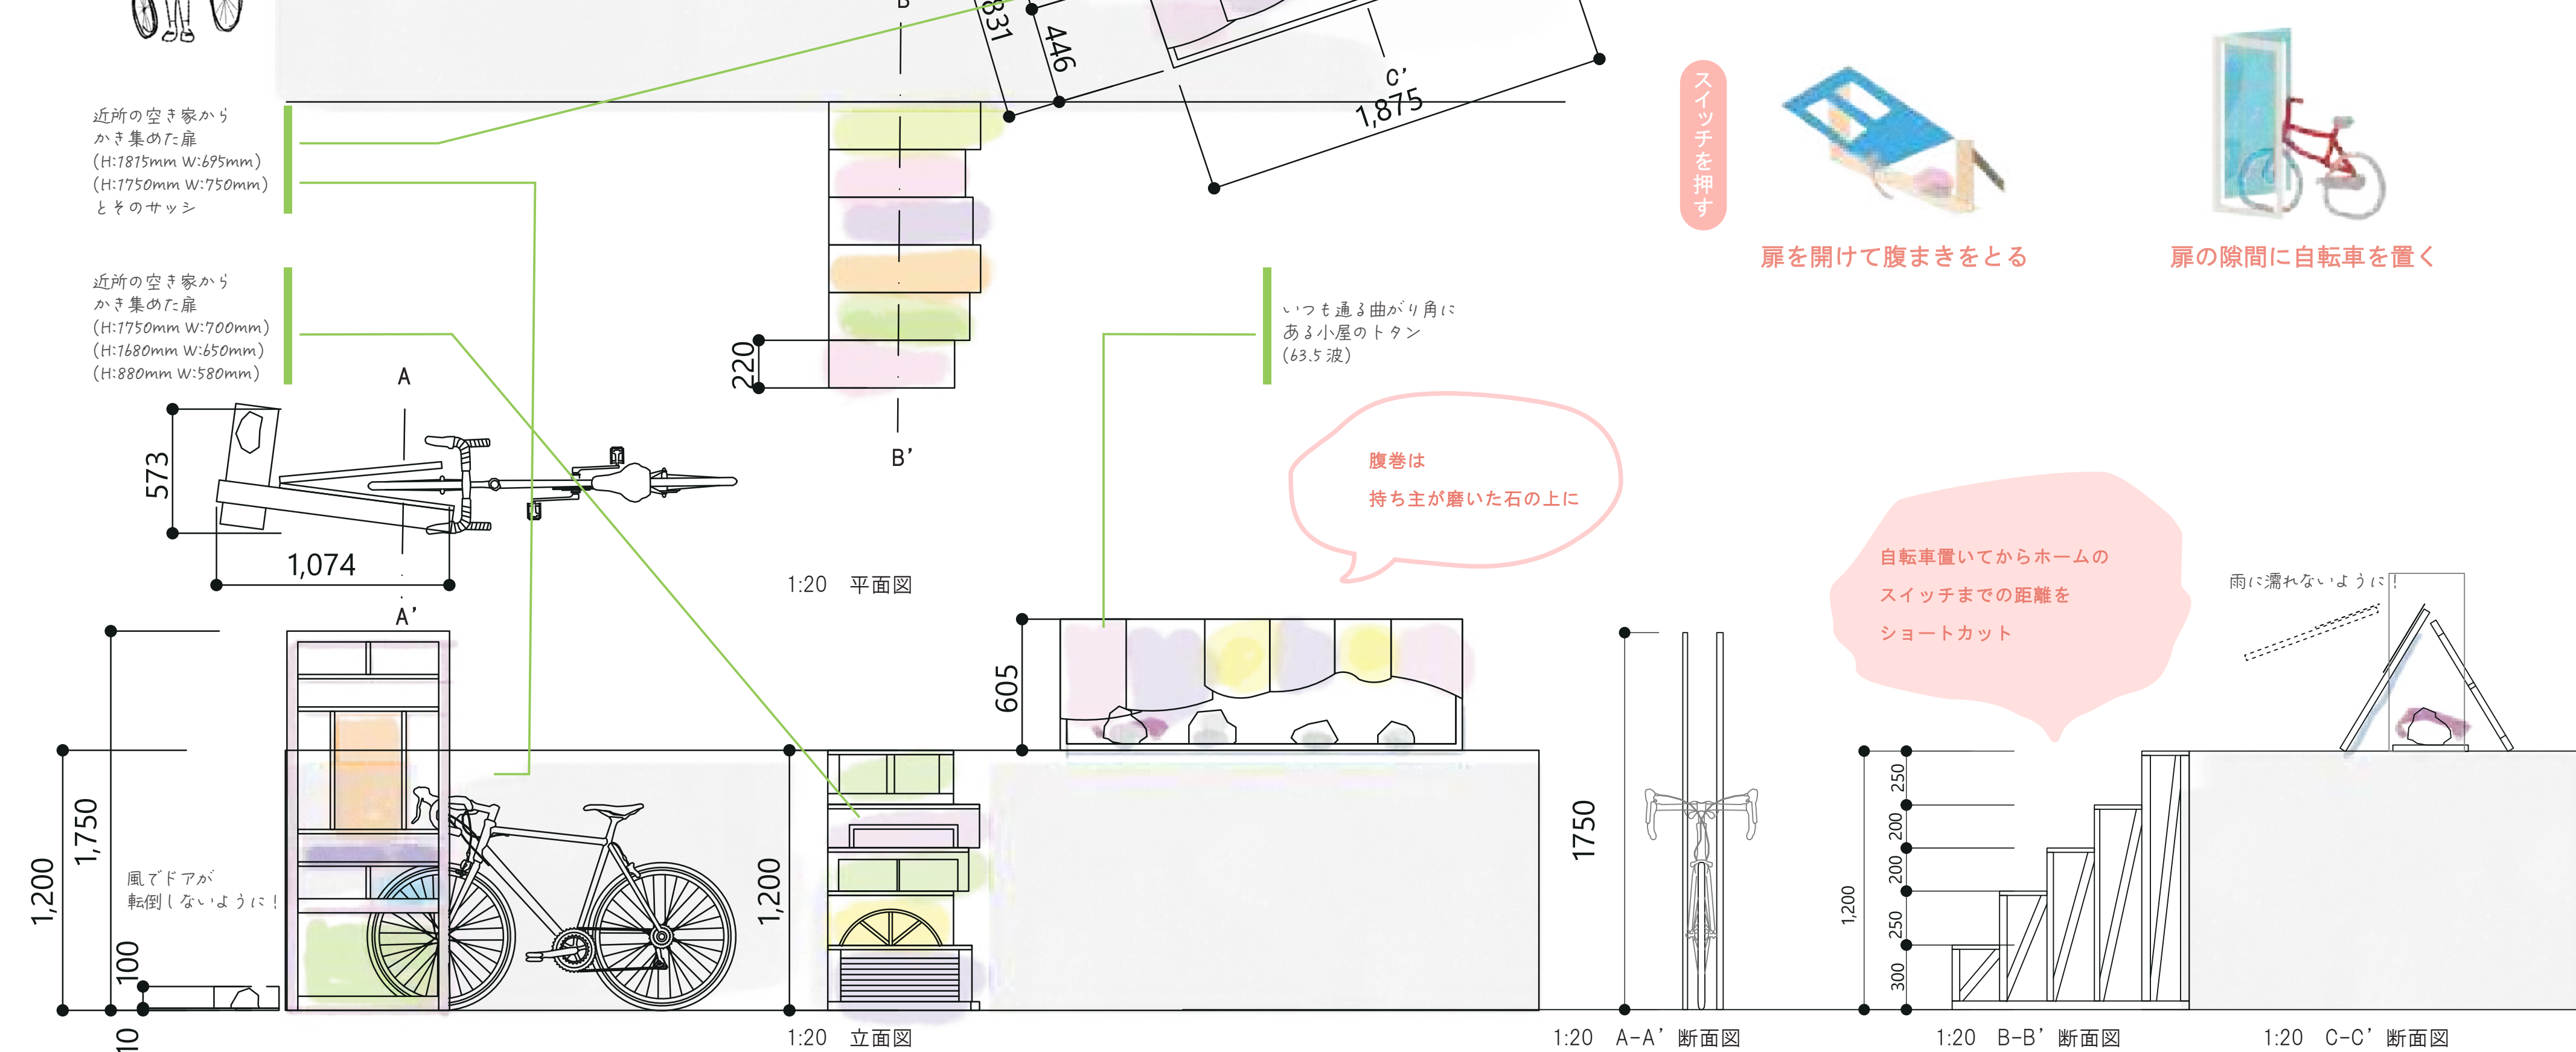 B
831
446
C’
1,875
近所の空き家から
かき集めた扉
(H:1815mm W:695mm)
(H:1750mm W:750mm)
とそのサッシ
スイッチを押す
扉を開けて腹まきをとる
扉の隙間に自転車を置く
近所の空き家から
かき集めた扉
(H:1750mm W:700mm)
(H:1680mm W:650mm)
(H:880mm W:580mm)
いつも通る曲がり角に
ある小屋のトタン
(63.5 波)
220
A
B’
573
1,074
A’
1:20 平面図
腹巻は
持ち主が磨いた石の上に
自転車置いてからホームの
スイッチまでの距離を
ショートカット
雨に濡れないように！
605
1,750
1,200
風でドアが
転倒しないように！
100
10
1,200
1750
1,200
250
200
200
250
300
1:20 立面図
1:20 A-A’ 断面図
1:20 B-B’ 断面図
1:20 C-C’ 断面図